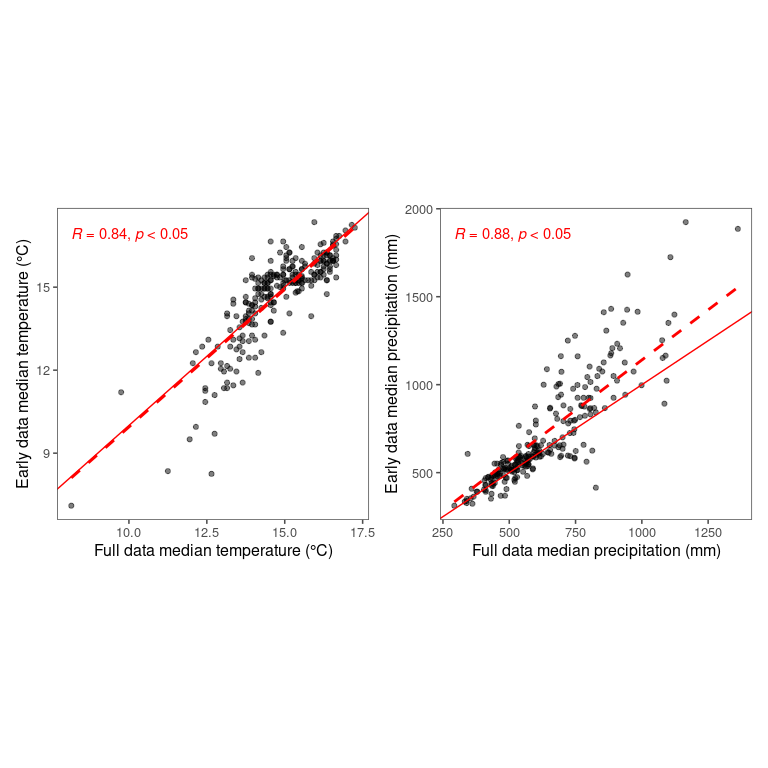 R = 0.84, p < 0.05
15
12
9
10.0 12.5 15.0 17.5
Full data median temperature (°C)
Early data median temperature (°C)
R = 0.88, p < 0.05
2000
1500
1000
500
250 500 750 1000 1250
Full data median precipitation (mm)
Early data median precipitation (mm)